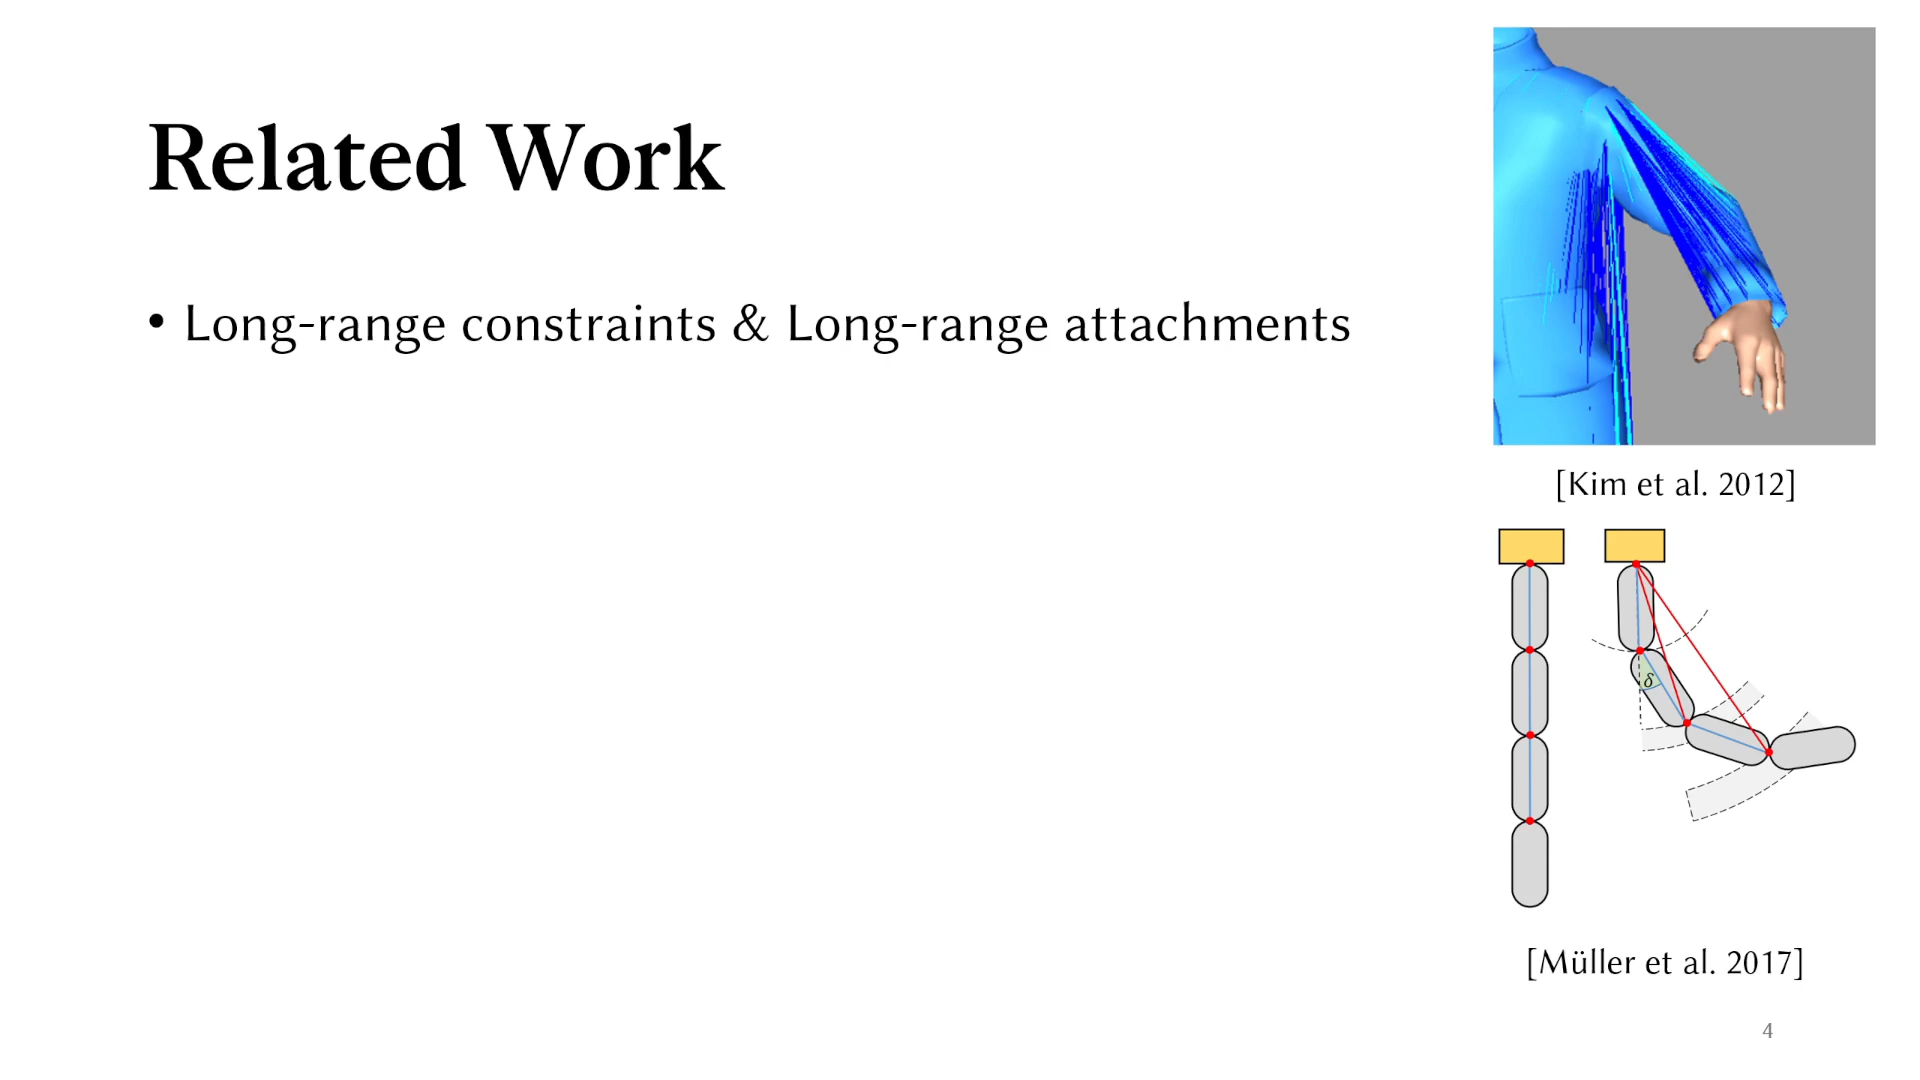 Related Work
• Long-range constraints & Long-range attachments
[Kim et al. 2012]
δ
[Müller et al. 2017]
4